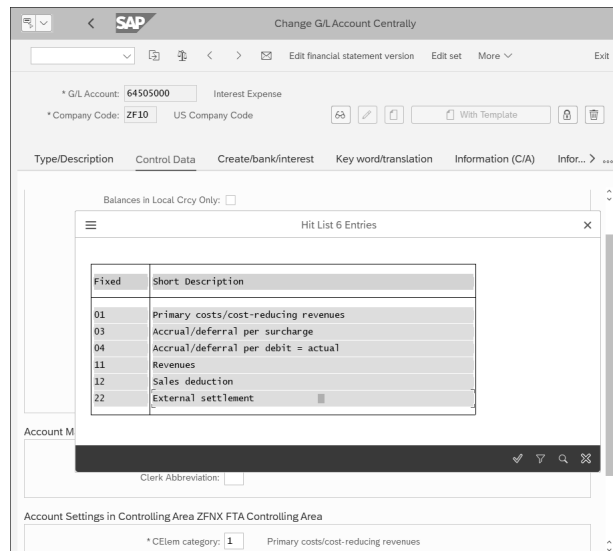 SAP Change G/L Account Centrally
Edit financial statement version Edit set More Exit
* G/L Account: 64505000 Interest Expense
* Company Code: ZF10 US Company Code With Template
Type/Description Control Data Create/bank/interest Key word/translation Information (C/A) Infor...
Balances in Local Crcy Only:
Hit List 6 Entries
Fixed Short Description
01 Primary costs/cost-reducing revenues
03 Accrual/deferral per surcharge
04 Accrual/deferral per debit = actual
11 Revenues
12 Sales deduction
22 External settlement
Account M
Clerk Abbreviation:
Account Settings in Controlling Area ZFNX FTA Controlling Area
* CElem category: 1 Primary costs/cost-reducing revenues